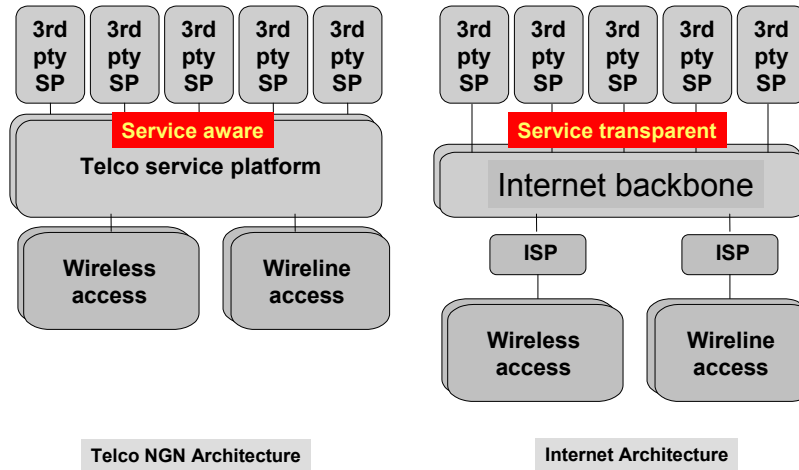 3rd
pty
SP
3rd
pty
SP
3rd
pty
SP
3rd
pty
SP
3rd
pty
SP
Service aware
Telco service platform
Wireless
access
Wireline
access
Telco NGN Architecture
3rd
pty
SP
3rd
pty
SP
3rd
pty
SP
3rd
pty
SP
3rd
pty
SP
Service transparent
Internet backbone
ISP
ISP
Wireless
access
Wireline
access
Internet Architecture